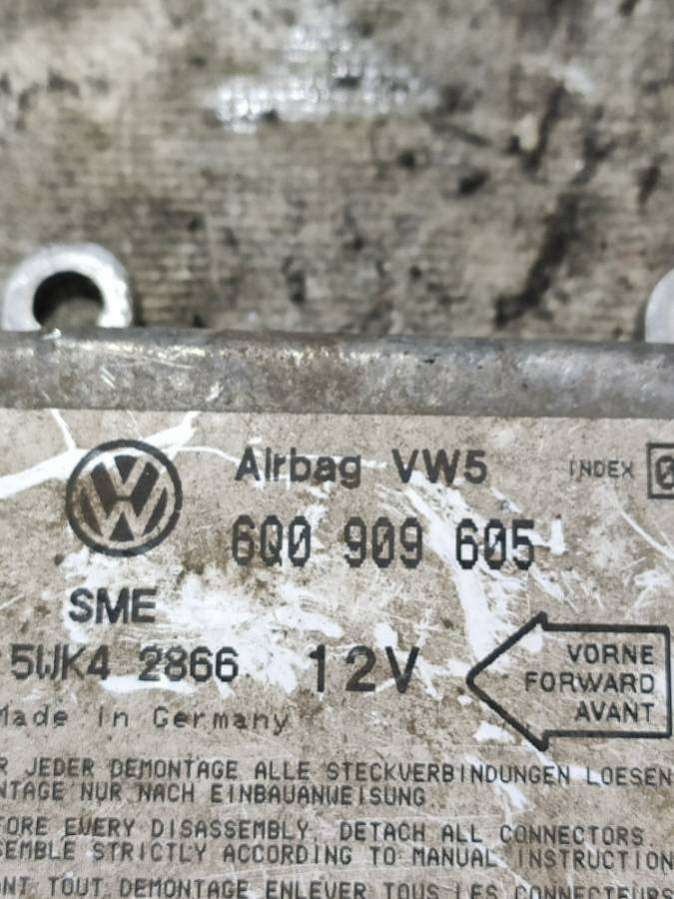 Airbag VW5
INDEX 0
6Q0 909 605
SME
5WK4 2866 12V
VORNE
FORWARD
AVANT
Made in Germany
R JEDER DEMONTAGE ALLE STECKVERBINDUNGEN LOESEN
NTAGE NUR NACH EINBAUANWEISUNG
FORE EVERY DISASSEMBLY, DETACH ALL CONNECTORS
SEMBLE STRICTLY ACCORDING TO MANUAL INSTRUCTION
ANT TOUT DEMONTAGE ENLEVER TOUS LES CONNECTEURS